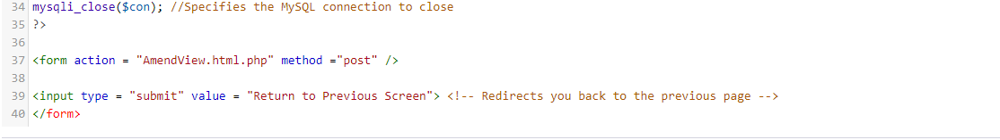 34 mysqli_close($con); //Specifies the MySQL connection to close
35 ?>
36
37 <form action = "AmendView.html.php" method ="post" />
38
39 <input type = "submit" value = "Return to Previous Screen"> <!-- Redirects you back to the previous page -->
40 </form>